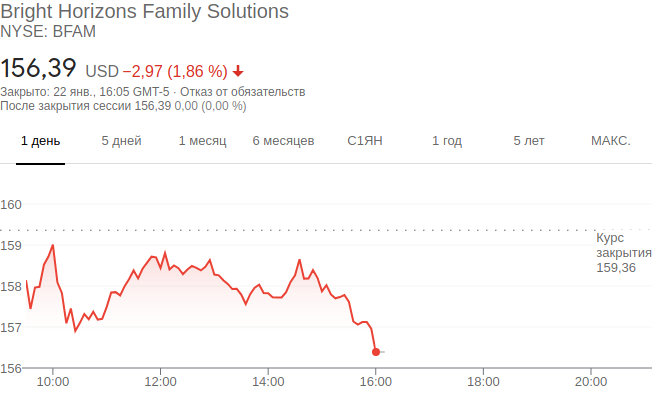 Bright Horizons Family Solutions
NYSE: BFAM
156,39 USD −2,97 (1,86 %)
Закрыто: 22 янв., 16:05 GMT-5 · Отказ от обязательств
После закрытия сессии 156,39 0,00 (0,00 %)
1 день 5 дней 1 месяц 6 месяцев С1ЯН 1 год 5 лет МАКС.
160
159
158
157
156
Курс
закрытия
159,36
10:00 12:00 14:00 16:00 18:00 20:00